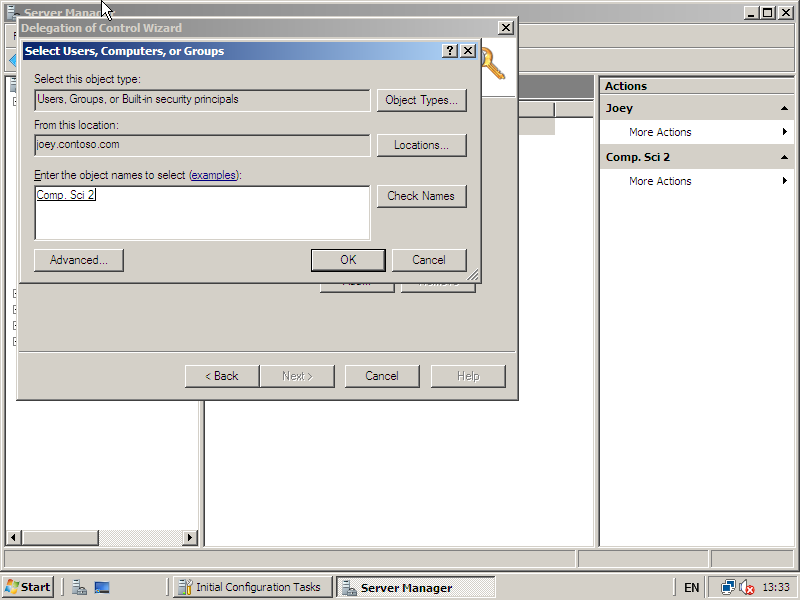 Server Manager
Delegation of Control Wizard
Select Users, Computers, or Groups
Select this object type:
Users, Groups, or Built-in security principals
Object Types...
From this location:
joey.contoso.com
Locations...
Enter the object names to select (examples):
Comp. Sci 2
Check Names
Advanced...
OK
Cancel
< Back
Next >
Cancel
Help
Actions
Joey
More Actions
Comp. Sci 2
More Actions
Start
Initial Configuration Tasks
Server Manager
EN
13:33